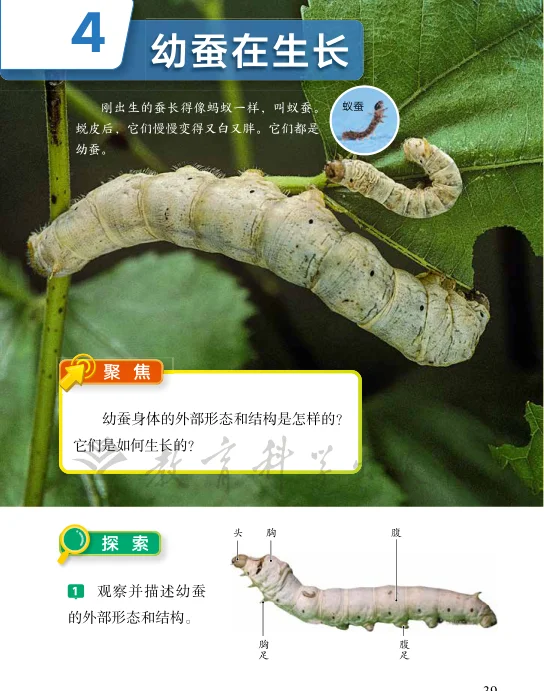 4
幼蚕在生长
刚出生的蚕长得像蚂蚁一样，叫蚁蚕。
蜕皮后，它们慢慢变得又白又胖。它们都是
幼蚕。
蚁蚕
聚 焦
幼蚕身体的外部形态和结构是怎样的？
它们是如何生长的？
教育科学
探 索
1 观察并描述幼蚕
的外部形态和结构。
头 胸 腹
胸足 腹足